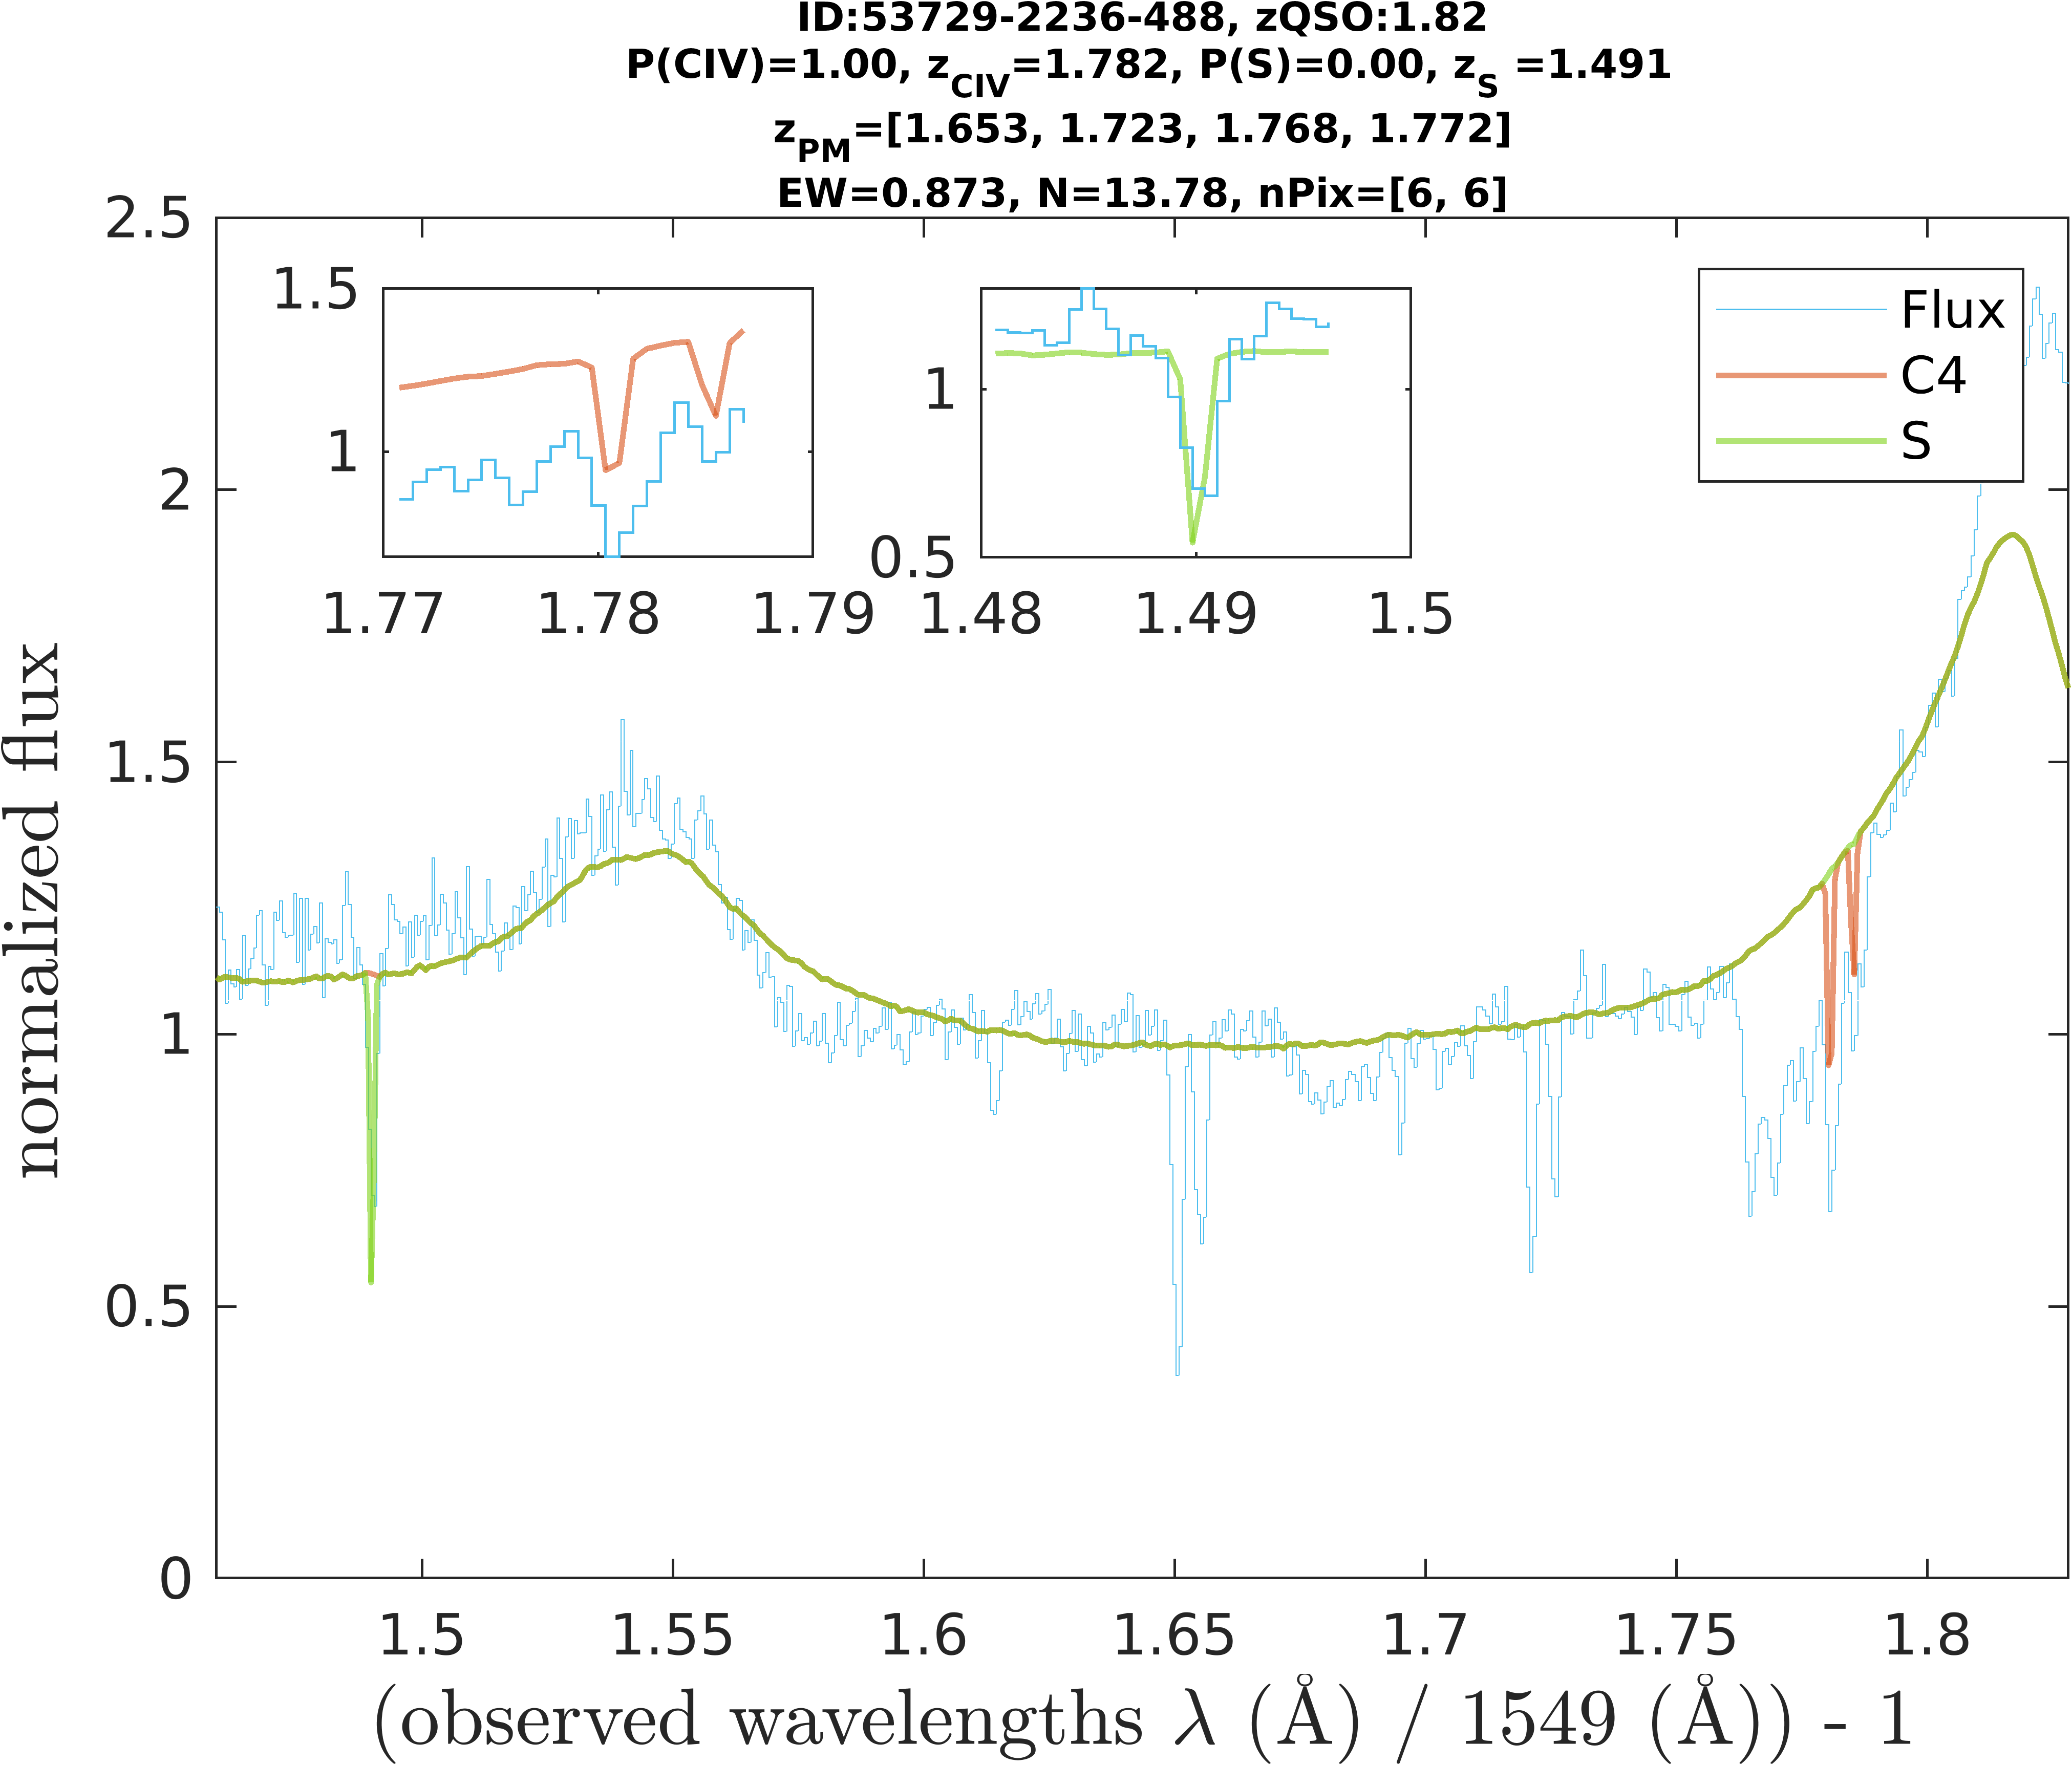 ID:53729-2236-488, zQSO:1.82
P(CIV)=1.00, z_CIV=1.782, P(S)=0.00, z_S =1.491
z_PM=[1.653, 1.723, 1.768, 1.772]
EW=0.873, N=13.78, nPix=[6, 6]
2.5
2
1.5
1
0.5
0
normalized flux
1.5
1
1.77 1.78 1.79
1
0.5
1.48 1.49 1.5
Flux
C4
S
1.5 1.55 1.6 1.65 1.7 1.75 1.8
(observed wavelengths λ (Å) / 1549 (Å)) - 1